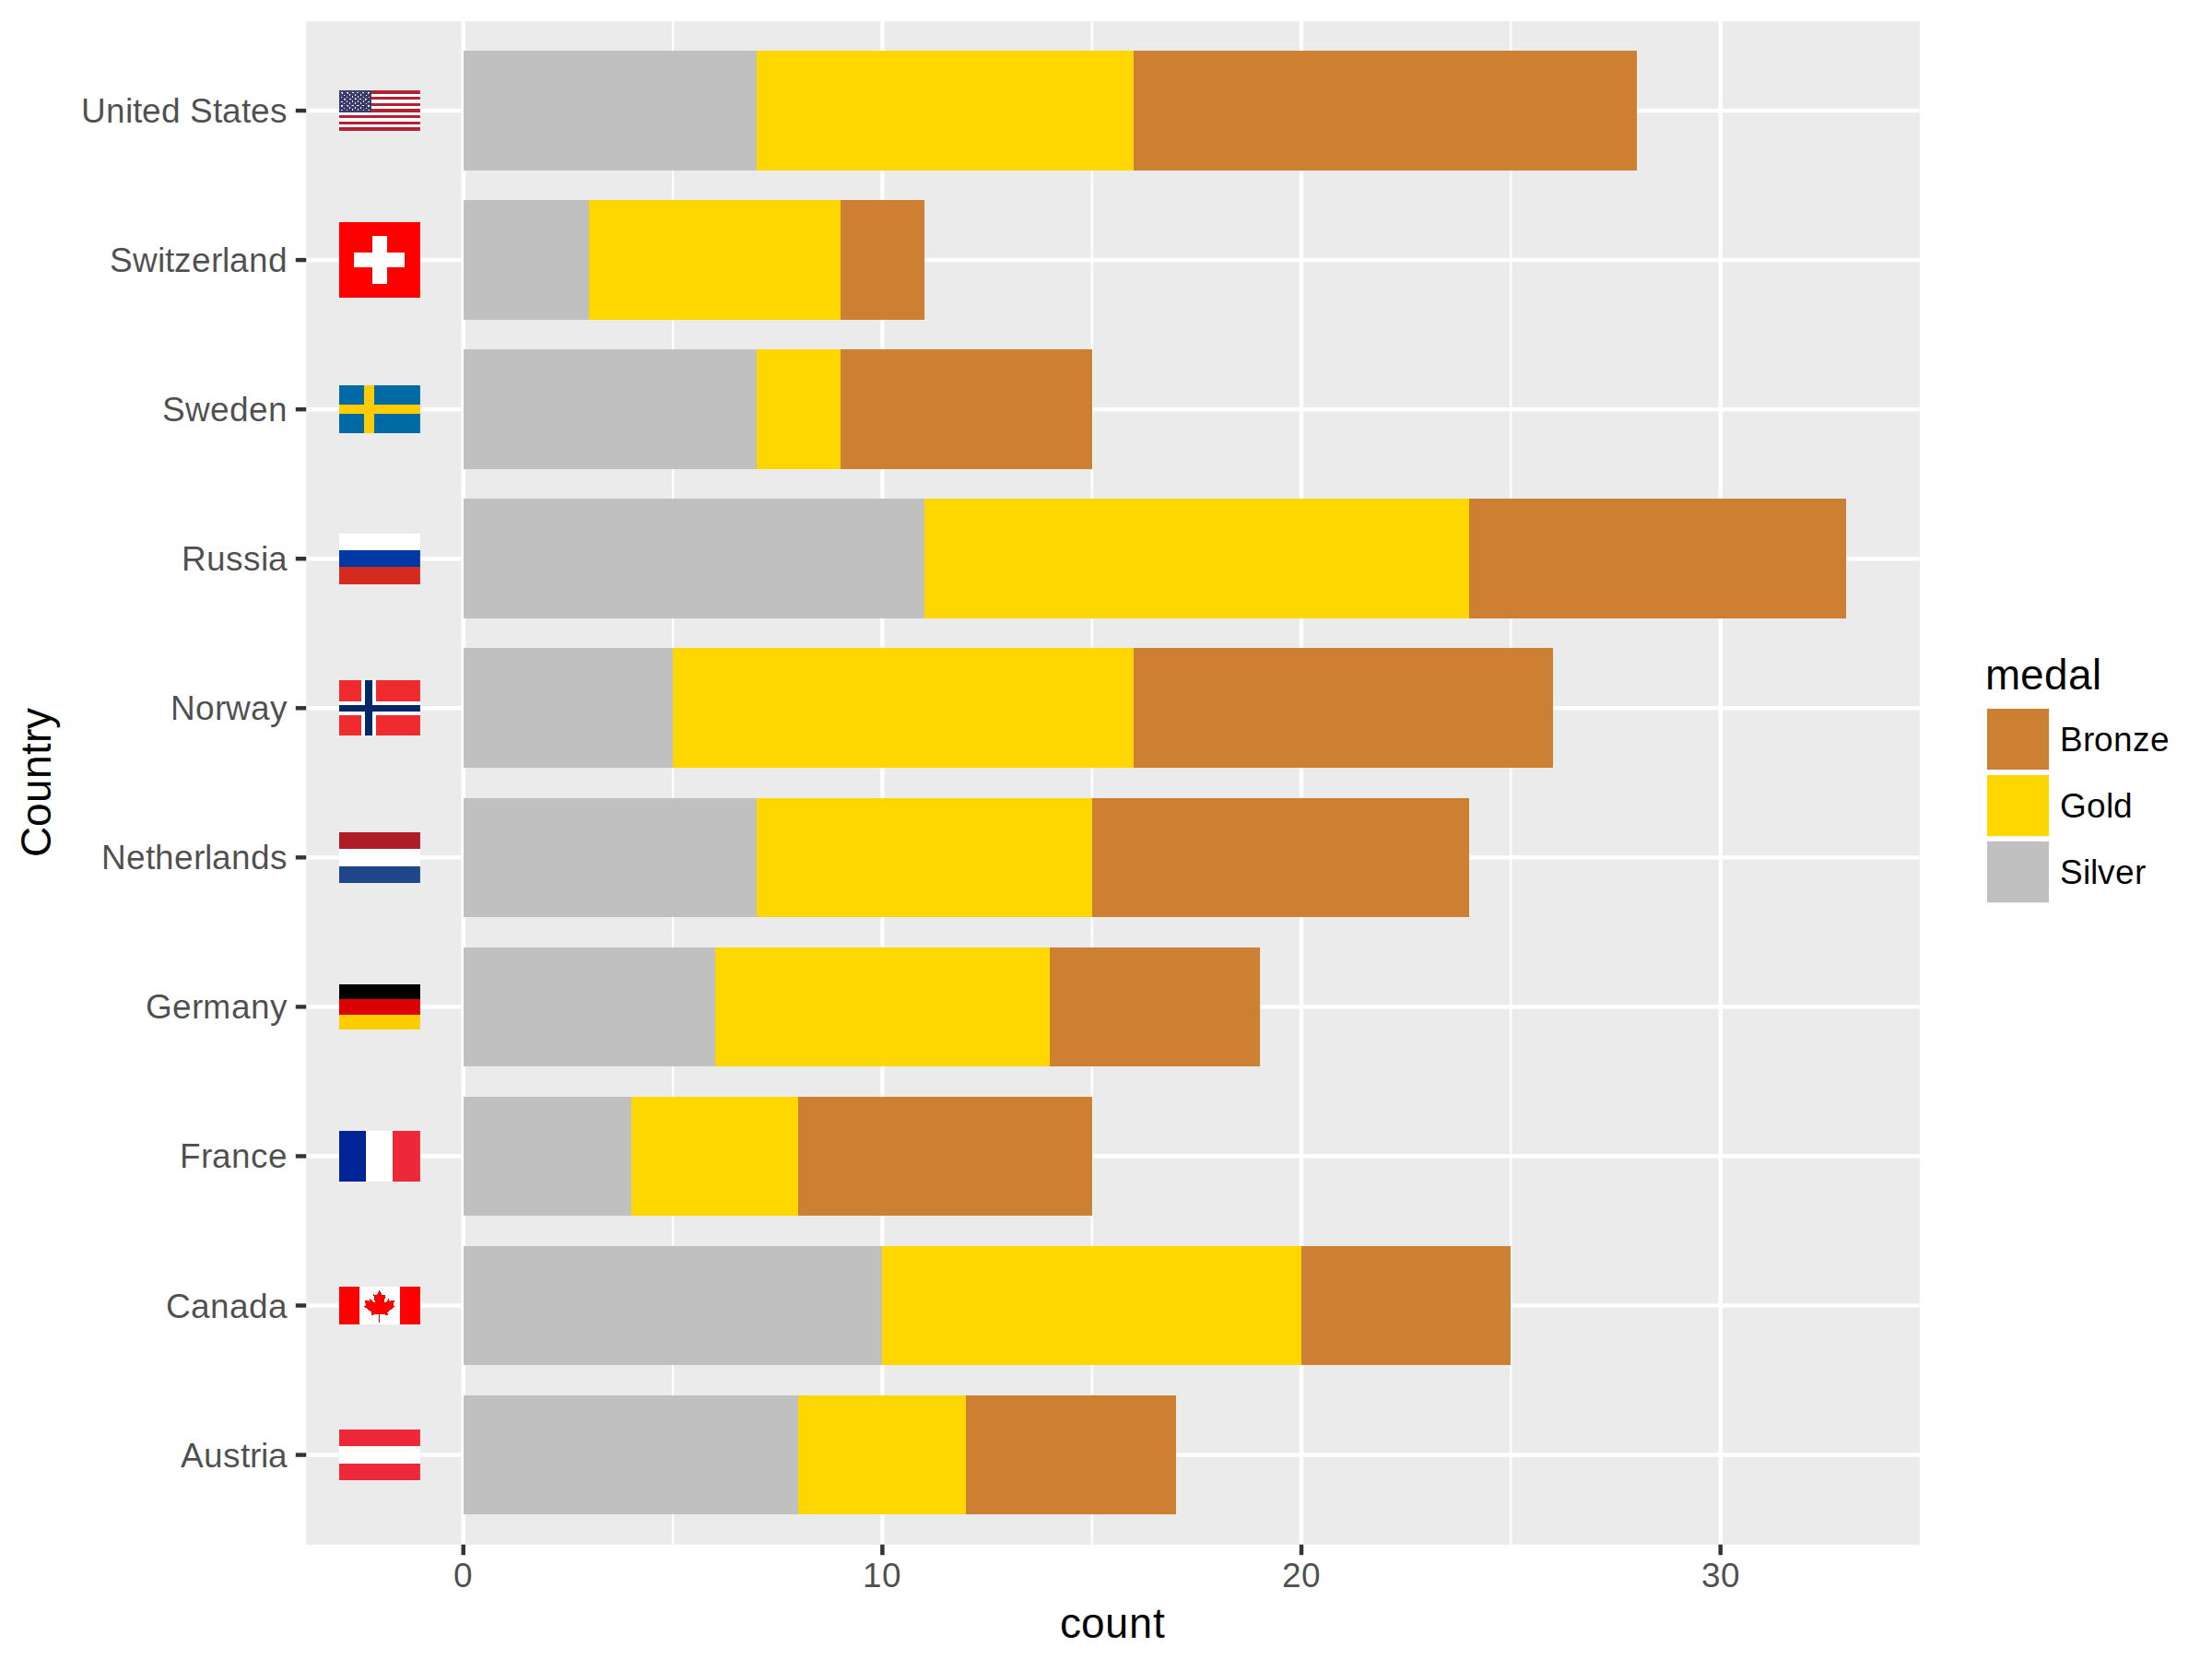 Country
United States
Switzerland
Sweden
Russia
Norway
Netherlands
Germany
France
Canada
Austria
0 10 20 30
count
medal
Bronze
Gold
Silver